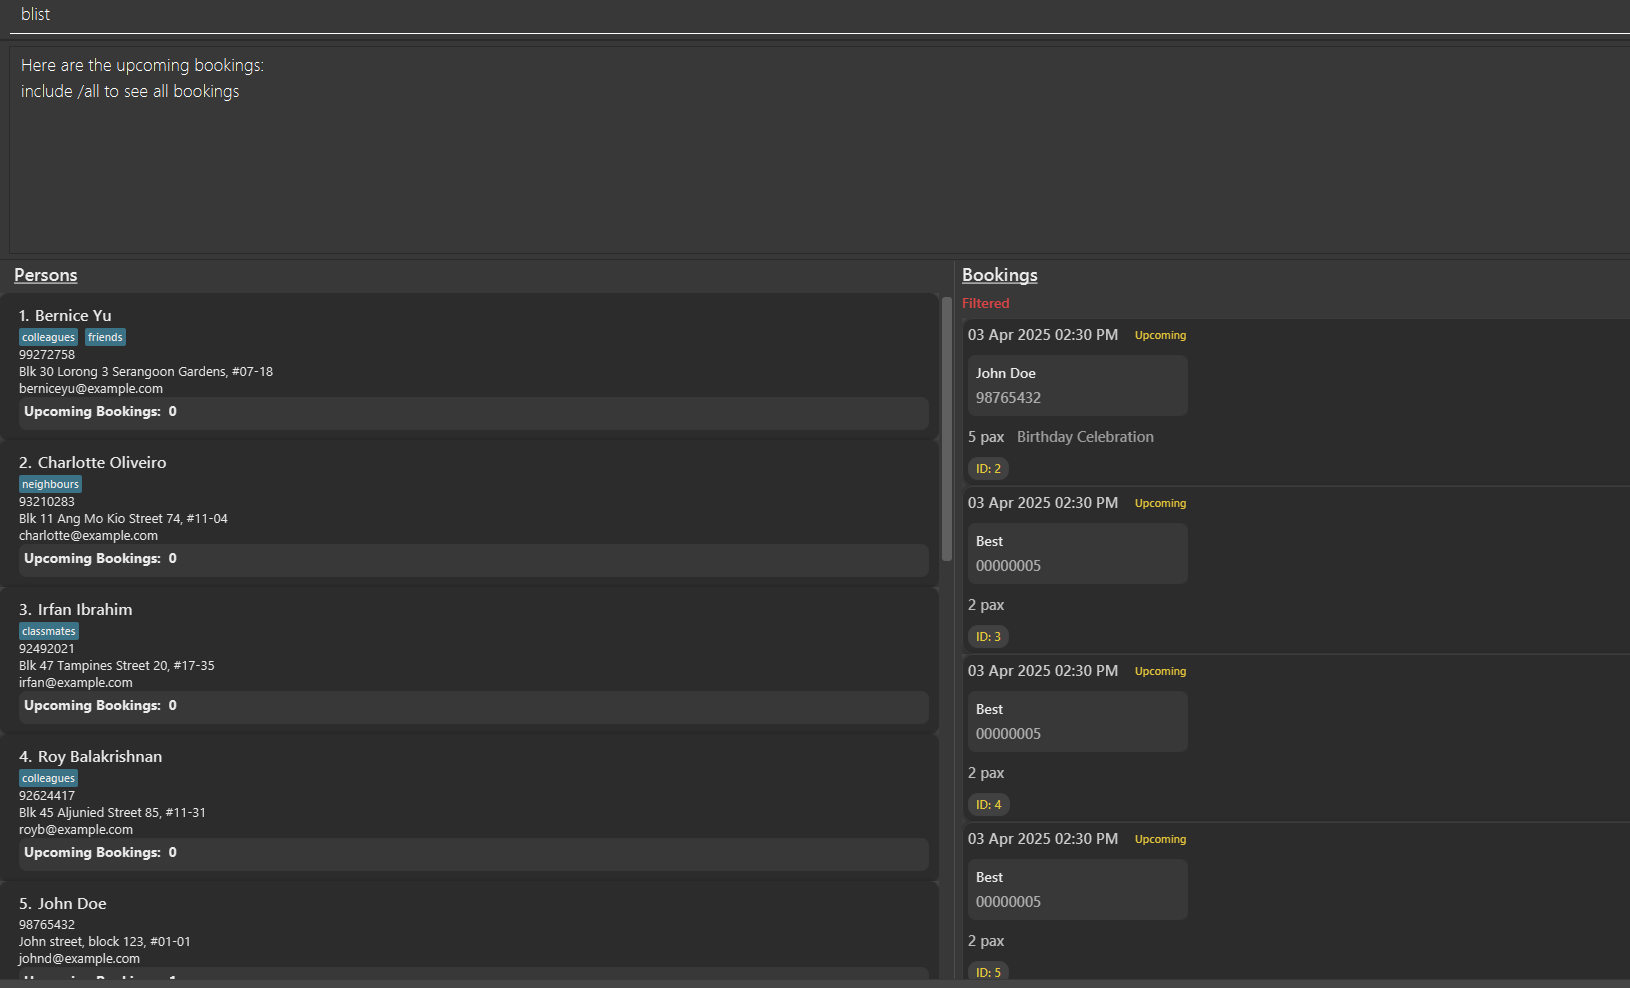 blist
Here are the upcoming bookings:
include /all to see all bookings
Persons
1. Bernice Yu
colleagues friends
99272758
Blk 30 Lorong 3 Serangoon Gardens, #07-18
berniceyu@example.com
Upcoming Bookings: 0
2. Charlotte Oliveiro
neighbours
93210283
Blk 11 Ang Mo Kio Street 74, #11-04
charlotte@example.com
Upcoming Bookings: 0
3. Irfan Ibrahim
classmates
92492021
Blk 47 Tampines Street 20, #17-35
irfan@example.com
Upcoming Bookings: 0
4. Roy Balakrishnan
colleagues
92624417
Blk 45 Aljunied Street 85, #11-31
royb@example.com
Upcoming Bookings: 0
5. John Doe
98765432
John street, block 123, #01-01
johnd@example.com
Upcoming Bookings: 1
Bookings
Filtered
03 Apr 2025 02:30 PM Upcoming
John Doe
98765432
5 pax Birthday Celebration
ID: 2
03 Apr 2025 02:30 PM Upcoming
Best
00000005
2 pax
ID: 3
03 Apr 2025 02:30 PM Upcoming
Best
00000005
2 pax
ID: 4
03 Apr 2025 02:30 PM Upcoming
Best
00000005
2 pax
ID: 5